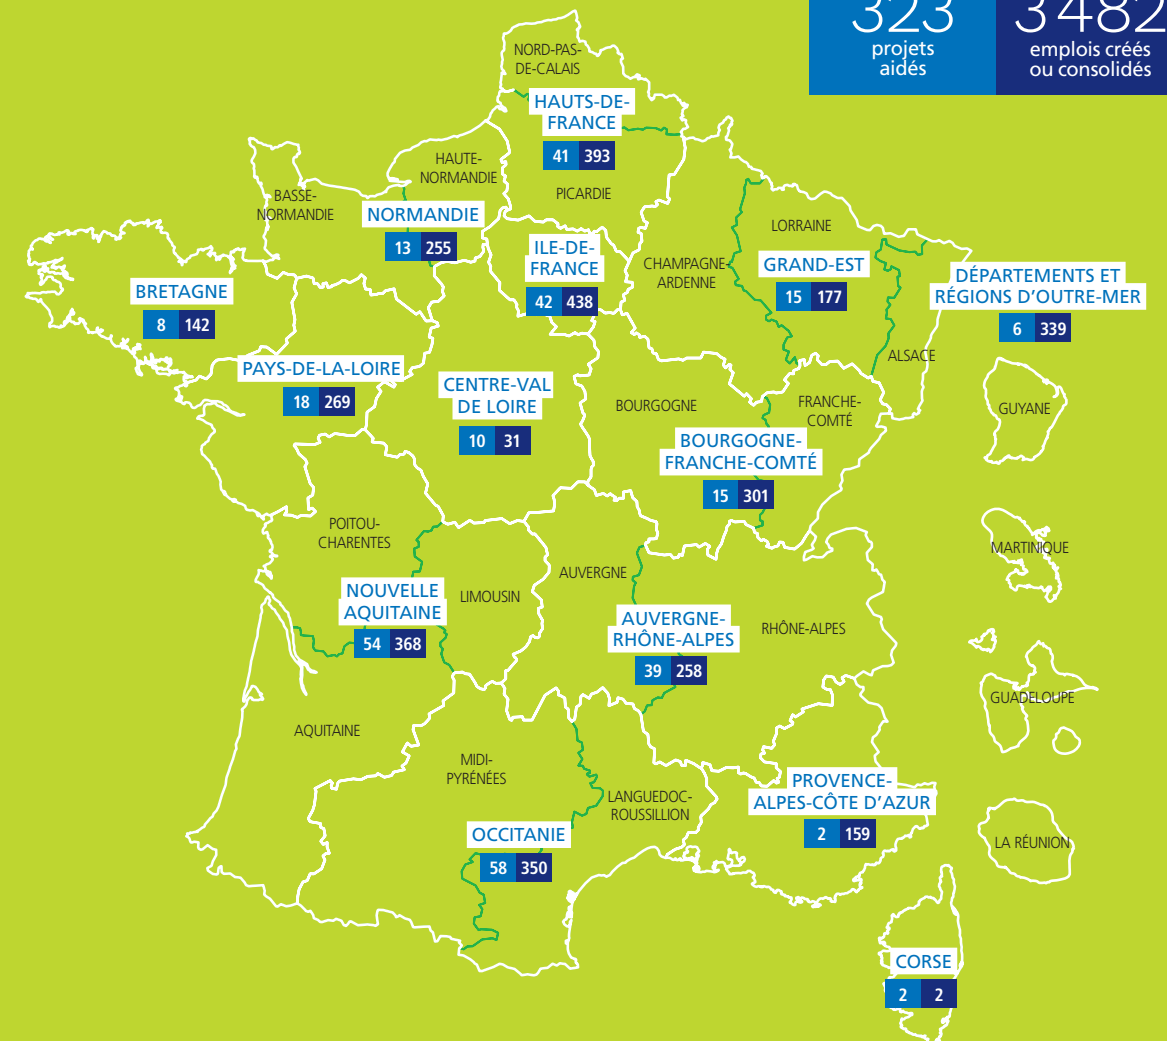 323
projets
aidés
3 482
emplois créés
ou consolidés
NORD-PAS-
DE-CALAIS
HAUTS-DE-
FRANCE
41 393
PICARDIE
HAUTE-
NORMANDIE
BASSE-
NORMANDIE
NORMANDIE
13 255
ILE-DE-
FRANCE
42 438
CHAMPAGNE-
ARDENNE
LORRAINE
GRAND-EST
15 177
ALSACE
DÉPARTEMENTS ET
RÉGIONS D'OUTRE-MER
6 339
BRETAGNE
8 142
PAYS-DE-LA-LOIRE
18 269
CENTRE-VAL
DE LOIRE
10 31
BOURGOGNE
FRANCHE-
COMTÉ
BOURGOGNE-
FRANCHE-COMTÉ
15 301
GUYANE
POITOU-
CHARENTES
NOUVELLE
AQUITAINE
54 368
LIMOUSIN
AUVERGNE
AUVERGNE-
RHÔNE-ALPES
39 258
RHÔNE-ALPES
MARTINIQUE
GUADELOUPE
AQUITAINE
MIDI-
PYRÉNÉES
LANGUEDOC-
ROUSSILLION
PROVENCE-
ALPES-CÔTE D'AZUR
2 159
OCCITANIE
58 350
LA RÉUNION
CORSE
2 2